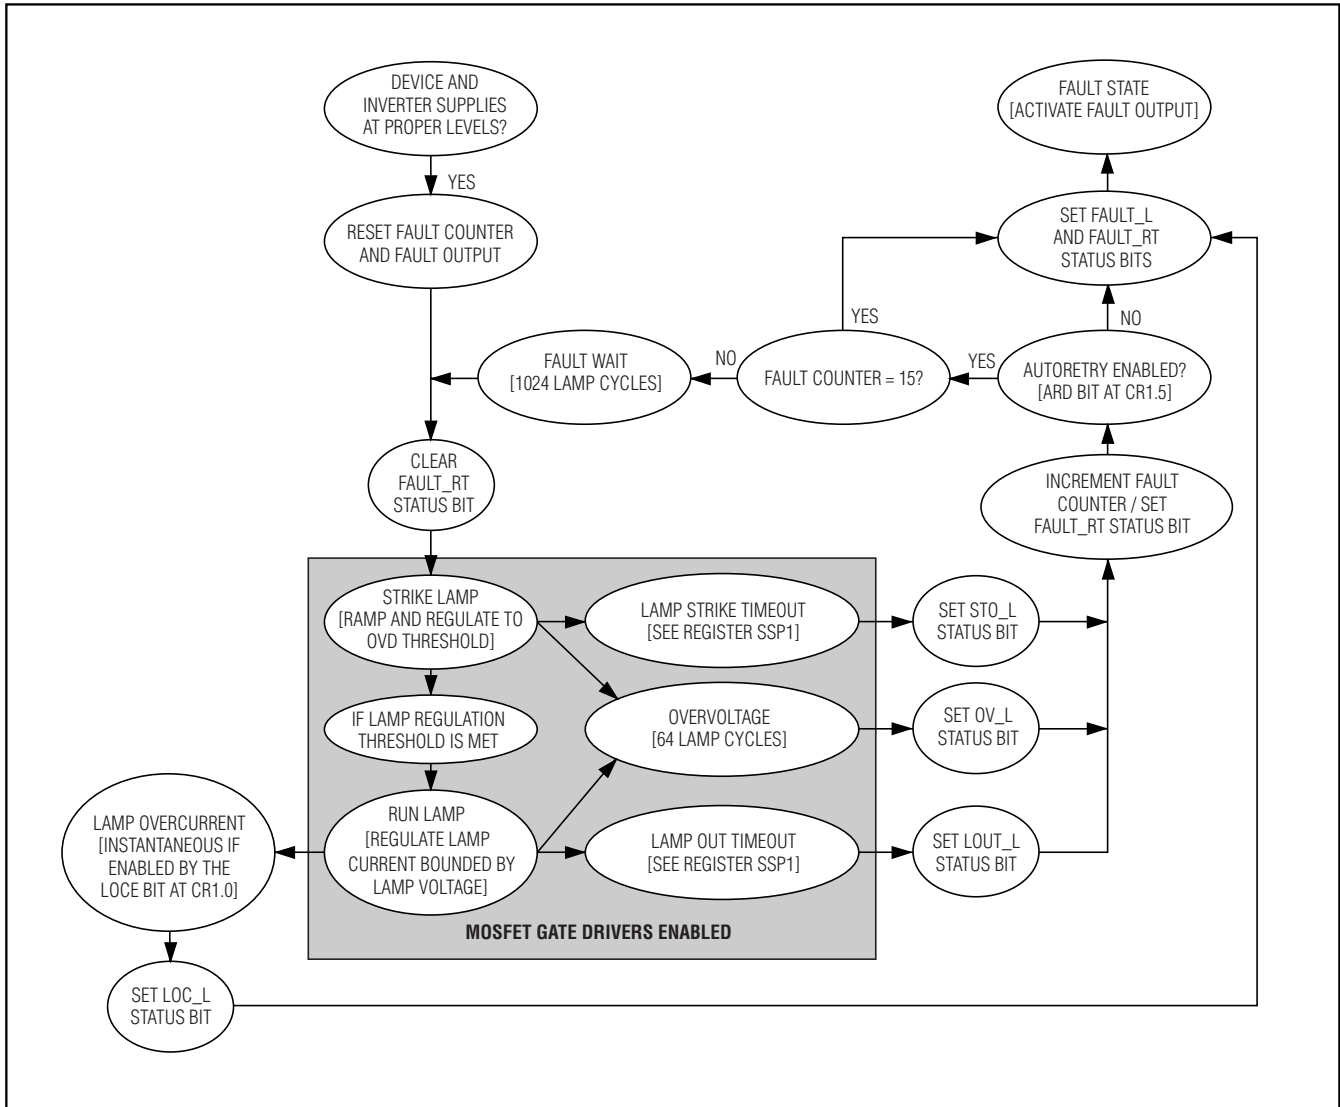 DEVICE AND
INVERTER SUPPLIES
AT PROPER LEVELS?
YES
RESET FAULT COUNTER
AND FAULT OUTPUT
FAULT STATE
[ACTIVATE FAULT OUTPUT]
SET FAULT_L
AND FAULT_RT
STATUS BITS
NO
AUTORETRY ENABLED?
[ARD BIT AT CR1.5]
YES
FAULT COUNTER = 15?
YES
NO
FAULT WAIT
[1024 LAMP CYCLES]
CLEAR
FAULT_RT
STATUS BIT
INCREMENT FAULT
COUNTER / SET
FAULT_RT STATUS BIT
STRIKE LAMP
[RAMP AND REGULATE TO
OVD THRESHOLD]
LAMP STRIKE TIMEOUT
[SEE REGISTER SSP1]
SET STO_L
STATUS BIT
IF LAMP REGULATION
THRESHOLD IS MET
OVERVOLTAGE
[64 LAMP CYCLES]
SET OV_L
STATUS BIT
RUN LAMP
[REGULATE LAMP
CURRENT BOUNDED BY
LAMP VOLTAGE]
LAMP OUT TIMEOUT
[SEE REGISTER SSP1]
SET LOUT_L
STATUS BIT
LAMP OVERCURRENT
[INSTANTANEOUS IF
ENABLED BY THE
LOCE BIT AT CR1.0]
MOSFET GATE DRIVERS ENABLED
SET LOC_L
STATUS BIT